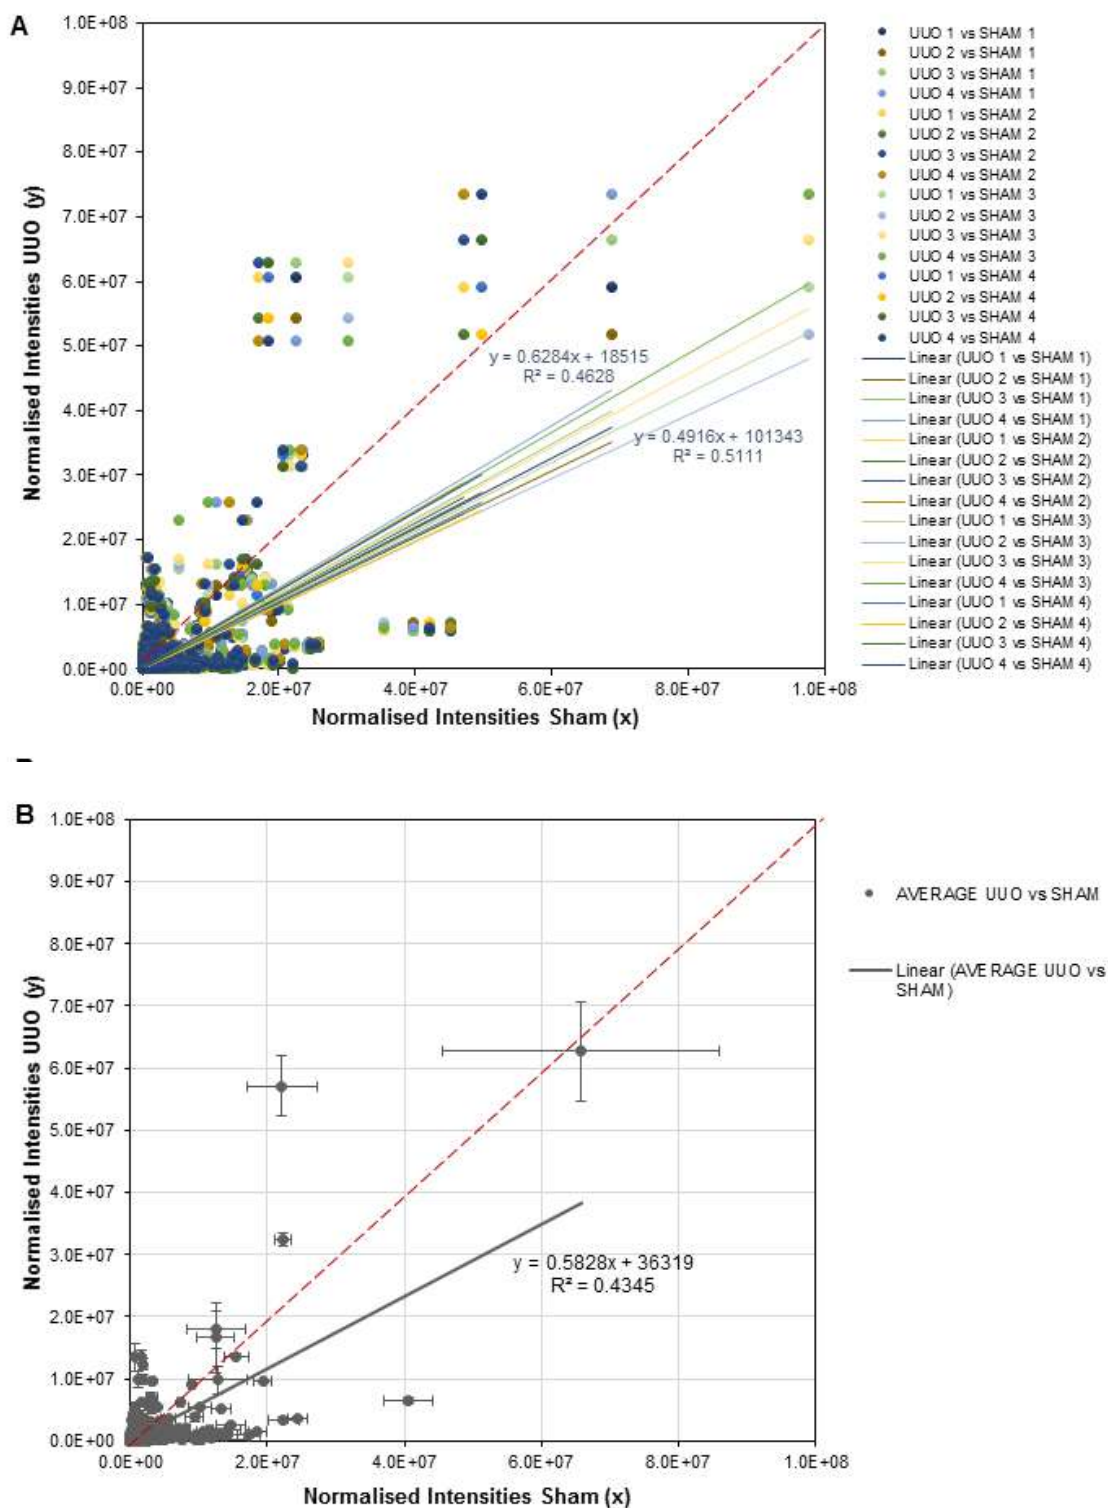 A
1.0E+08
9.0E+07
8.0E+07
7.0E+07
6.0E+07
5.0E+07
4.0E+07
3.0E+07
2.0E+07
1.0E+07
0.0E+00
Normalised Intensities UUO (y)
y = 0.6284x + 18515
R² = 0.4628
y = 0.4916x + 101343
R² = 0.5111
0.0E+00 2.0E+07 4.0E+07 6.0E+07 8.0E+07 1.0E+08
Normalised Intensities Sham (x)
UUO 1 vs SHAM 1
UUO 2 vs SHAM 1
UUO 3 vs SHAM 1
UUO 4 vs SHAM 1
UUO 1 vs SHAM 2
UUO 2 vs SHAM 2
UUO 3 vs SHAM 2
UUO 4 vs SHAM 2
UUO 1 vs SHAM 3
UUO 2 vs SHAM 3
UUO 3 vs SHAM 3
UUO 4 vs SHAM 3
UUO 1 vs SHAM 4
UUO 2 vs SHAM 4
UUO 3 vs SHAM 4
UUO 4 vs SHAM 4
Linear (UUO 1 vs SHAM 1)
Linear (UUO 2 vs SHAM 1)
Linear (UUO 3 vs SHAM 1)
Linear (UUO 4 vs SHAM 1)
Linear (UUO 1 vs SHAM 2)
Linear (UUO 2 vs SHAM 2)
Linear (UUO 3 vs SHAM 2)
Linear (UUO 4 vs SHAM 2)
Linear (UUO 1 vs SHAM 3)
Linear (UUO 2 vs SHAM 3)
Linear (UUO 3 vs SHAM 3)
Linear (UUO 4 vs SHAM 3)
Linear (UUO 1 vs SHAM 4)
Linear (UUO 2 vs SHAM 4)
Linear (UUO 3 vs SHAM 4)
Linear (UUO 4 vs SHAM 4)
B
1.0E+08
9.0E+07
8.0E+07
7.0E+07
6.0E+07
5.0E+07
4.0E+07
3.0E+07
2.0E+07
1.0E+07
0.0E+00
Normalised Intensities UUO (y)
y = 0.5828x + 36319
R² = 0.4345
0.0E+00 2.0E+07 4.0E+07 6.0E+07 8.0E+07 1.0E+08
Normalised Intensities Sham (x)
AVERAGE UUO vs SHAM
Linear (AVERAGE UUO vs
SHAM)